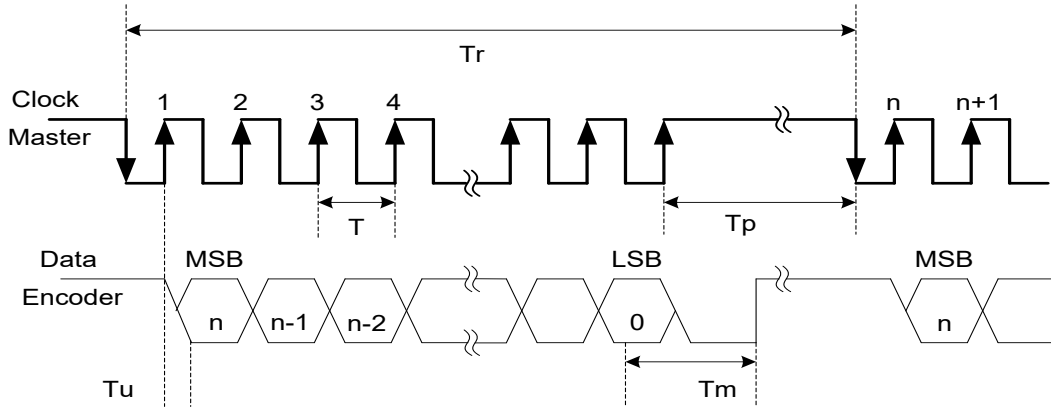 Tr
Clock
Master
1 2 3 4 n n+1
T
Tp
Data
Encoder
MSB LSB MSB
n n-1 n-2 0 n
Tu
Tm